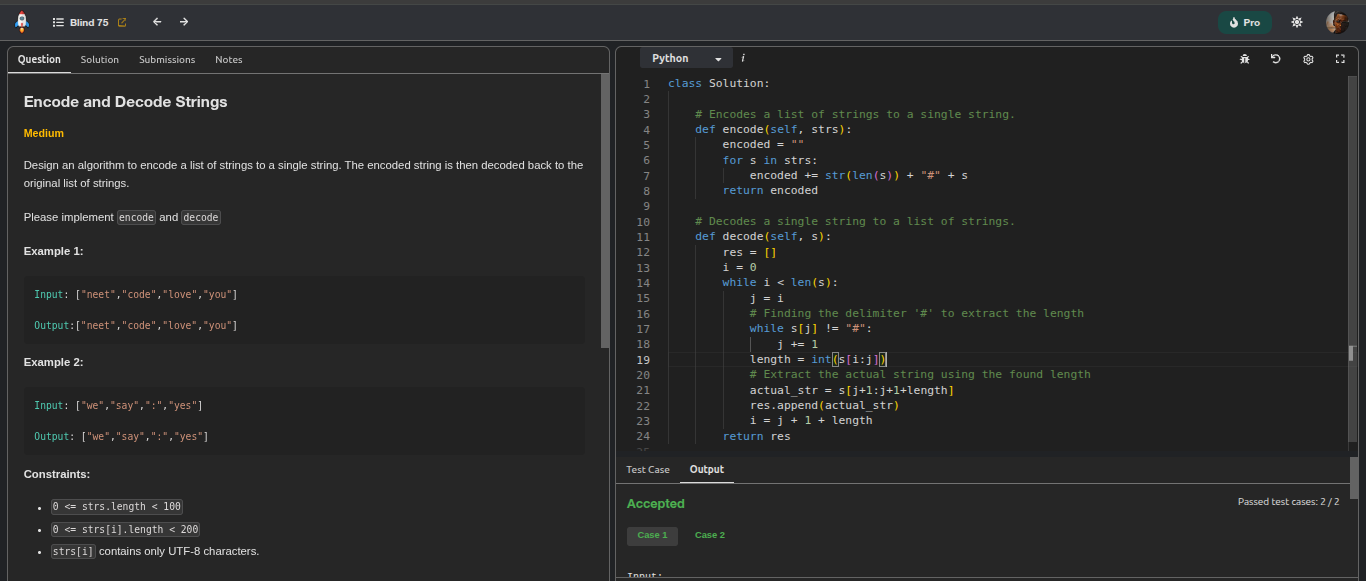 Blind 75
Pro
Question Solution Submissions Notes
Encode and Decode Strings
Medium
Design an algorithm to encode a list of strings to a single string. The encoded string is then decoded back to the
original list of strings.
Please implement encode and decode
Example 1:
Input: ["neet","code","love","you"]
Output:["neet","code","love","you"]
Example 2:
Input: ["we","say",":","yes"]
Output: ["we","say",":","yes"]
Constraints:
• 0 <= strs.length < 100
• 0 <= strs[i].length < 200
• strs[i] contains only UTF-8 characters.
Python i
1 class Solution:
2
3     # Encodes a list of strings to a single string.
4     def encode(self, strs):
5         encoded = ""
6         for s in strs:
7             encoded += str(len(s)) + "#" + s
8         return encoded
9
10     # Decodes a single string to a list of strings.
11     def decode(self, s):
12         res = []
13         i = 0
14         while i < len(s):
15             j = i
16             # Finding the delimiter '#' to extract the length
17             while s[j] != "#":
18                 j += 1
19             length = int(s[i:j])
20             # Extract the actual string using the found length
21             actual_str = s[j+1:j+1+length]
22             res.append(actual_str)
23             i = j + 1 + length
24         return res
25
Test Case Output
Accepted Passed test cases: 2 / 2
Case 1 Case 2
Input: